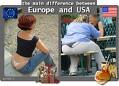 the main difference between
Europe and USA